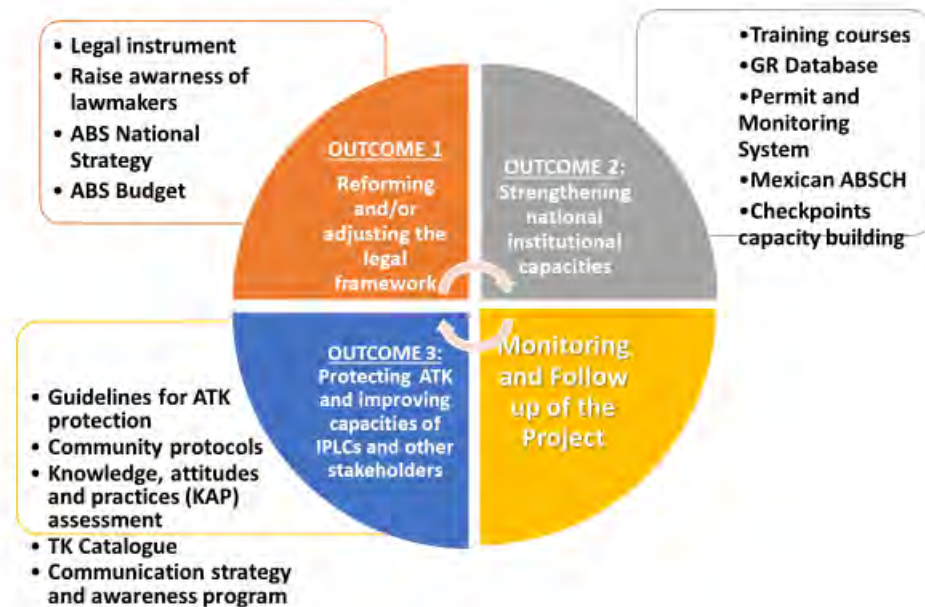 • Legal instrument
• Raise awarness of
lawmakers
• ABS National
Strategy
• ABS Budget
•Training courses
•GR Database
•Permit and
Monitoring
System
•Mexican ABSCH
•Checkpoints
capacity building
OUTCOME 1
Reforming
and/or
adjusting the
legal
framework
OUTCOME 2:
Strengthening
national
institutional
capacities
OUTCOME 3:
Protecting ATK
and improving
capacities of
IPLCs and other
stakeholders
Monitoring
and Follow
up of the
Project
• Guidelines for ATK
protection
• Community protocols
• Knowledge, attitudes
and practices (KAP)
assessment
• TK Catalogue
• Communication strategy
and awareness program